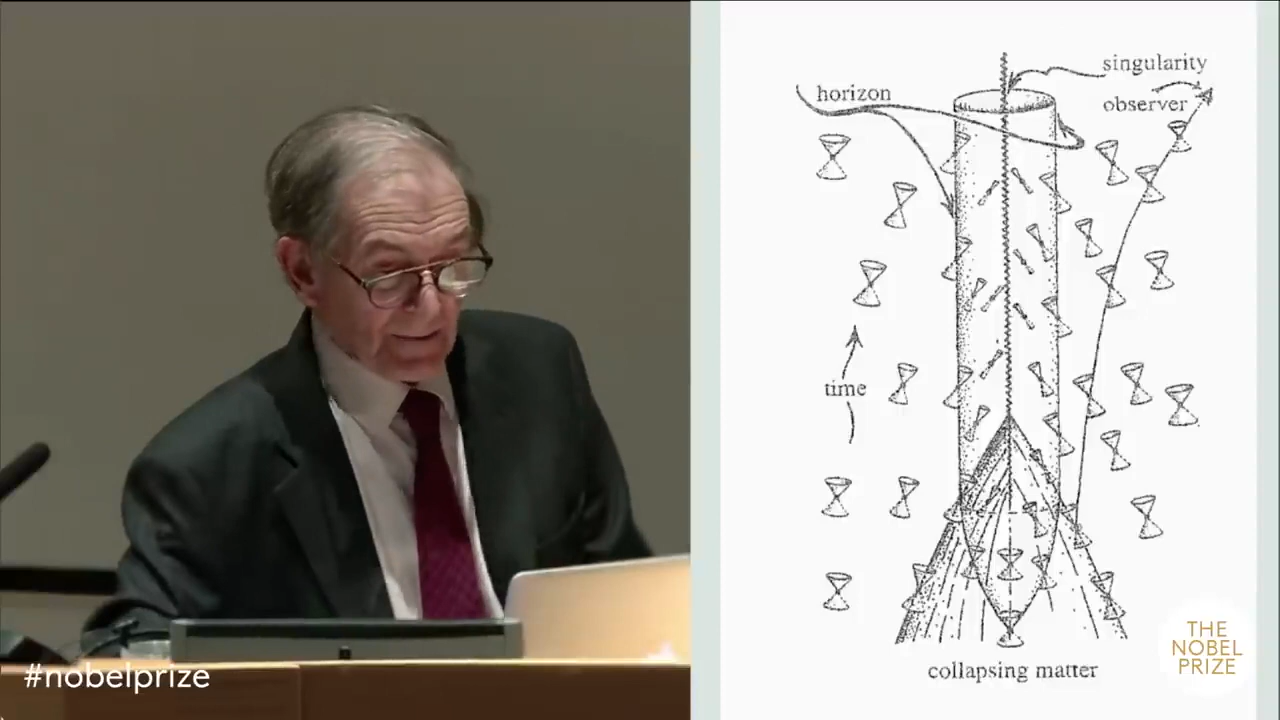 singularity
horizon
observer
time
collapsing matter
THE
NOBEL
PRIZE
#nobelprize